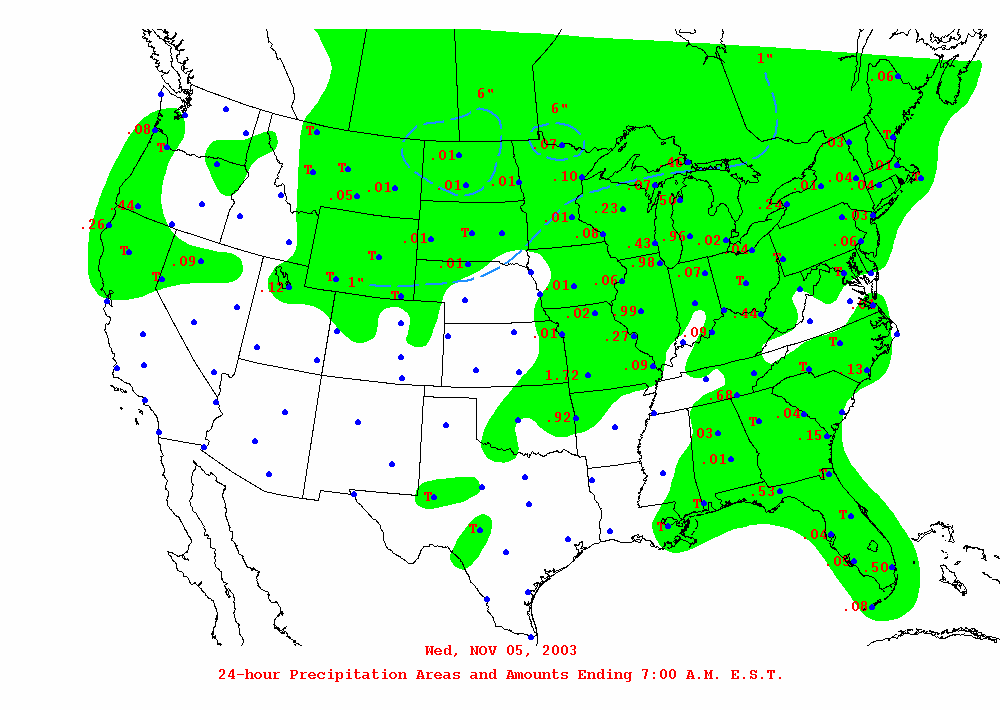 1"
.06
6"
6"
.08
T
T
.07
T
.03
T
T
.01
.46
.01
.05
.01
.01
.01
.10
.07
.50
.01
.04
.04
T
.44
.26
.01
.23
.24
.03
T
.01
T
.08
.43
.96
.02
.04
.06
.09
T
.01
.98
.07
T
T
T
.12
T
1"
T
.01
.06
T
.02
.99
.44
.01
.27
.09
T
1.72
.09
T
.13
.68
.92
.04
T
.03
.15
.01
T
T
.53
T
T
T
T
.04
.50
.08
Wed, NOV 05, 2003
24-hour Precipitation Areas and Amounts Ending 7:00 A.M. E.S.T.